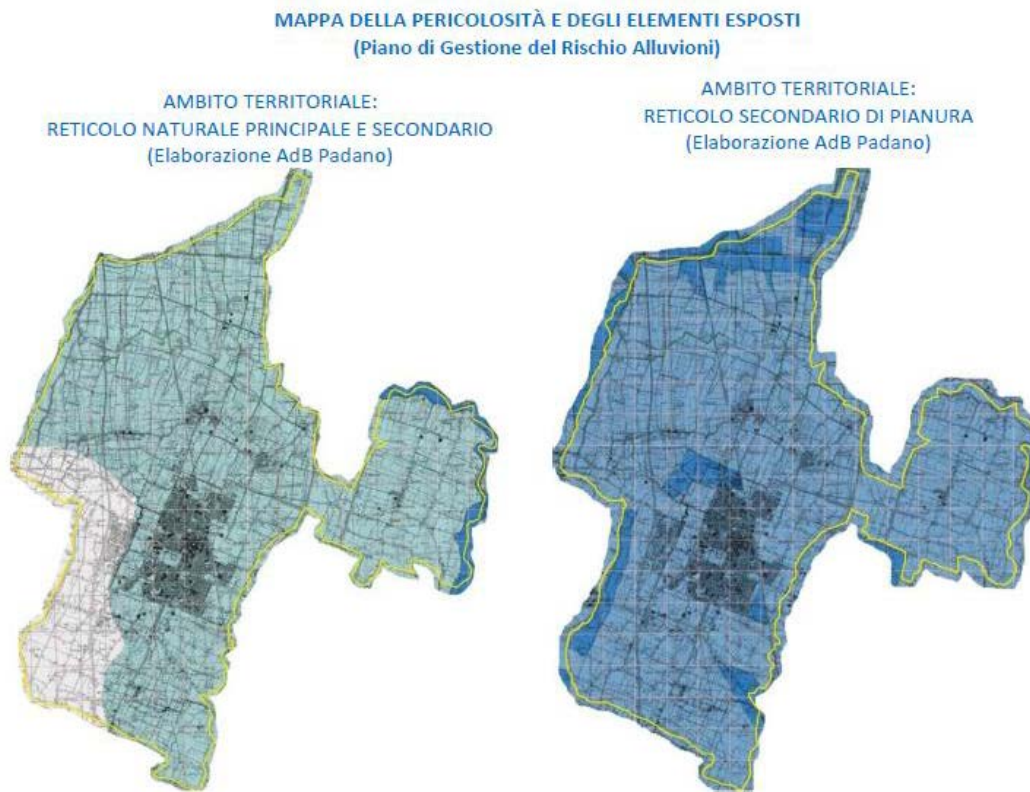 MAPPA DELLA PERICOLOSITÀ E DEGLI ELEMENTI ESPOSTI
(Piano di Gestione del Rischio Alluvioni)
AMBITO TERRITORIALE:
RETICOLO NATURALE PRINCIPALE E SECONDARIO
(Elaborazione AdB Padano)
AMBITO TERRITORIALE:
RETICOLO SECONDARIO DI PIANURA
(Elaborazione AdB Padano)